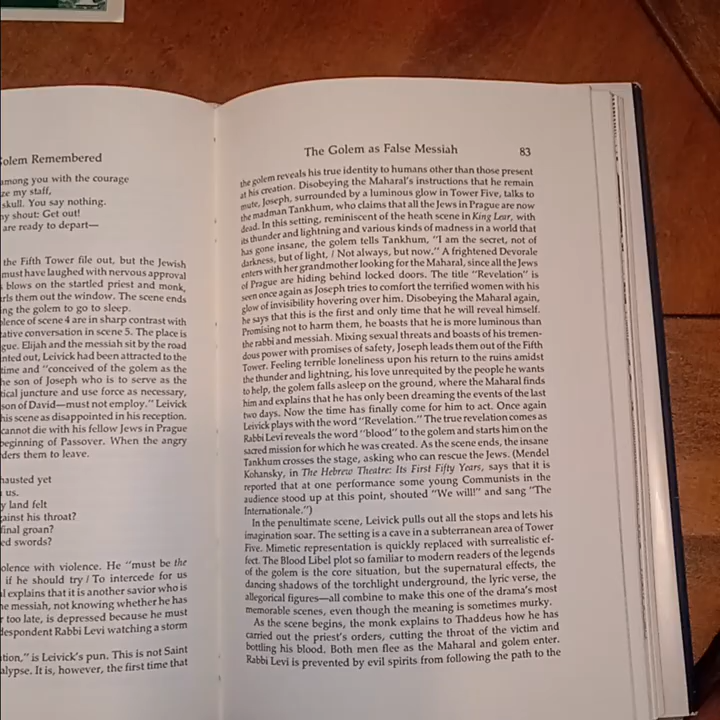 Golem Remembered
among you with the courage
ze my staff,
skull. You say nothing.
ny shout: Get out!
are ready to depart—
the Fifth Tower file out, but the Jewish
must have laughed with nervous approval
blows on the startled priest and monk,
rls them out the window. The scene ends
ing the golem to go to sleep.
lence of scene 4 are in sharp contrast with
tative conversation in scene 5. The place is
gue. Elijah and the messiah sit by the road
nted out, Leivick had been attracted to the
time and "conceived of the golem as the
he son of Joseph who is to serve as the
tical juncture and use force as necessary,
son of David—must not employ." Leivick
his scene as disappointed in his reception.
cannot die with his fellow Jews in Prague
beginning of Passover. When the angry
ders them to leave.
hausted yet
us.
y land felt
gainst his throat?
final groan?
ed swords?
olence with violence. He "must be the
if he should try / To intercede for us
l explains that it is another savior who is
he messiah, not knowing whether he has
r too late, is depressed because he must
despondent Rabbi Levi watching a storm
tion," is Leivick's pun. This is not Saint
alypse. It is, however, the first time that
The Golem as False Messiah 83
the golem reveals his true identity to humans other than those present
at his creation. Disobeying the Maharal's instructions that he remain
mute, Joseph, surrounded by a luminous glow in Tower Five, talks to
the madman Tankhum, who claims that all the Jews in Prague are now
dead. In this setting, reminiscent of the heath scene in King Lear, with
its thunder and lightning and various kinds of madness in a world that
has gone insane, the golem tells Tankhum, "I am the secret, not of
darkness, but of light, / Not always, but now." A frightened Devorale
enters with her grandmother looking for the Maharal, since all the Jews
of Prague are hiding behind locked doors. The title "Revelation" is
seen once again as Joseph tries to comfort the terrified women with his
glow of invisibility hovering over him. Disobeying the Maharal again,
he says that this is the first and only time that he will reveal himself.
Promising not to harm them, he boasts that he is more luminous than
the rabbi and messiah. Mixing sexual threats and boasts of his tremen-
dous power with promises of safety, Joseph leads them out of the Fifth
Tower. Feeling terrible loneliness upon his return to the ruins amidst
the thunder and lightning, his love unrequited by the people he wants
to help, the golem falls asleep on the ground, where the Maharal finds
him and explains that he has only been dreaming the events of the last
two days. Now the time has finally come for him to act. Once again
Leivick plays with the word "Revelation." The true revelation comes as
Rabbi Levi reveals the word "blood" to the golem and starts him on the
sacred mission for which he was created. As the scene ends, the insane
Tankhum crosses the stage, asking who can rescue the Jews. (Mendel
Kohansky, in The Hebrew Theatre: Its First Fifty Years, says that it is
reported that at one performance some young Communists in the
audience stood up at this point, shouted "We will!" and sang "The
Internationale.")
In the penultimate scene, Leivick pulls out all the stops and lets his
imagination soar. The setting is a cave in a subterranean area of Tower
Five. Mimetic representation is quickly replaced with surrealistic ef-
fect. The Blood Libel plot so familiar to modern readers of the legends
of the golem is the core situation, but the supernatural effects, the
dancing shadows of the torchlight underground, the lyric verse, the
allegorical figures—all combine to make this one of the drama's most
memorable scenes, even though the meaning is sometimes murky.
As the scene begins, the monk explains to Thaddeus how he has
carried out the priest's orders, cutting the throat of the victim and
bottling his blood. Both men flee as the Maharal and golem enter.
Rabbi Levi is prevented by evil spirits from following the path to the